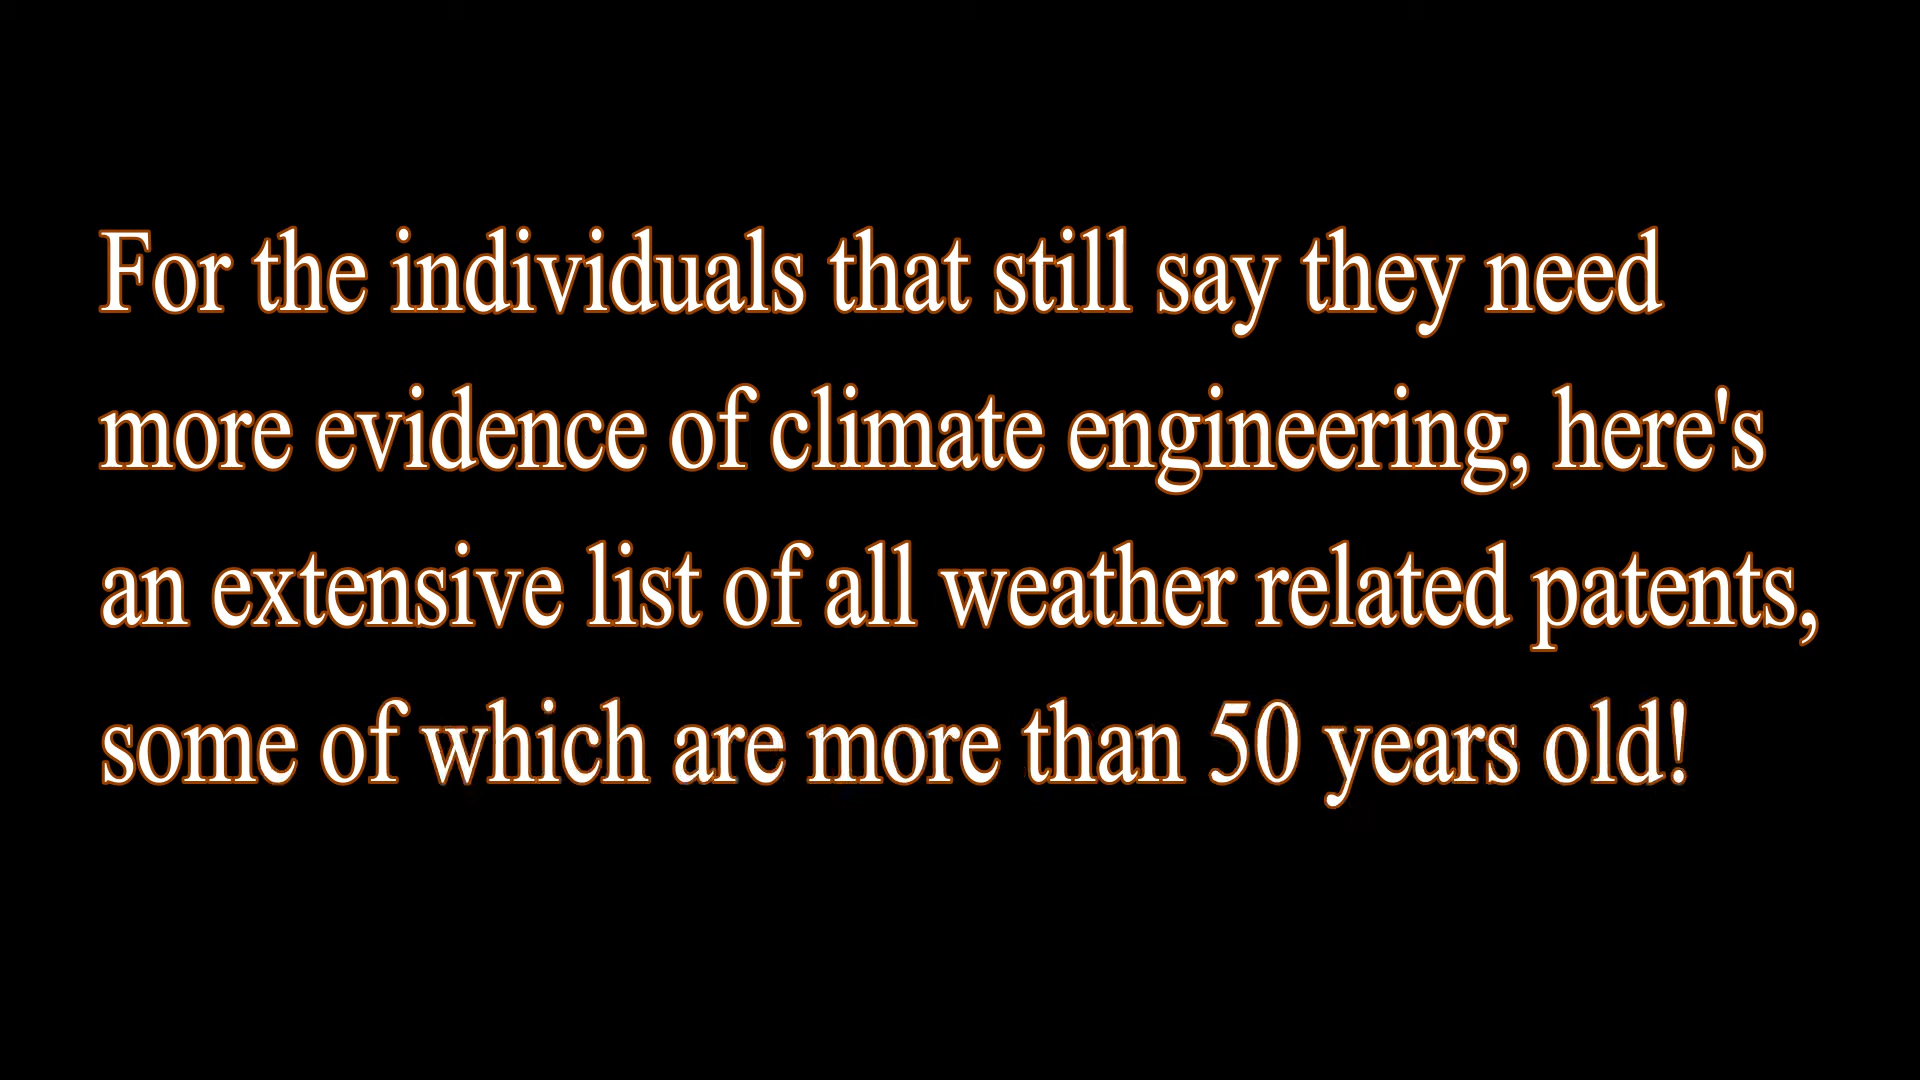 For the individuals that still say they need
more evidence of climate engineering, here's
an extensive list of all weather related patents,
some of which are more than 50 years old!